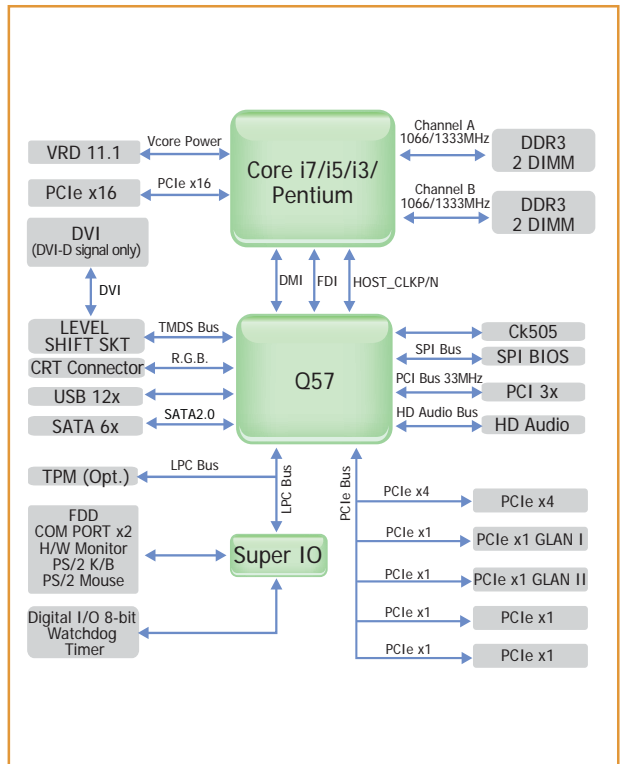 Channel A
1066/1333MHz
Vcore Power
VRD 11.1
DDR3
2 DIMM
Core i7/i5/i3/
Pentium
PCIe x16
PCIe x16
Channel B
1066/1333MHz
DDR3
2 DIMM
DVI
(DVI-D signal only)
DVI
DMI
FDI
HOST_CLKP/N
LEVEL
SHIFT SKT
TMDS Bus
Ck505
CRT Connector
R.G.B.
Q57
SPI Bus
SPI BIOS
USB 12x
PCI Bus 33MHz
PCI 3x
SATA 6x
SATA2.0
HD Audio Bus
HD Audio
TPM (Opt.)
LPC Bus
LPC Bus
PCIe Bus
PCIe x4
PCIe x4
FDD
COM PORT x2
H/W Monitor
PS/2 K/B
PS/2 Mouse
Super IO
PCIe x1
PCIe x1 GLAN I
PCIe x1
PCIe x1 GLAN II
Digital I/O 8-bit
Watchdog
Timer
PCIe x1
PCIe x1
PCIe x1
PCIe x1